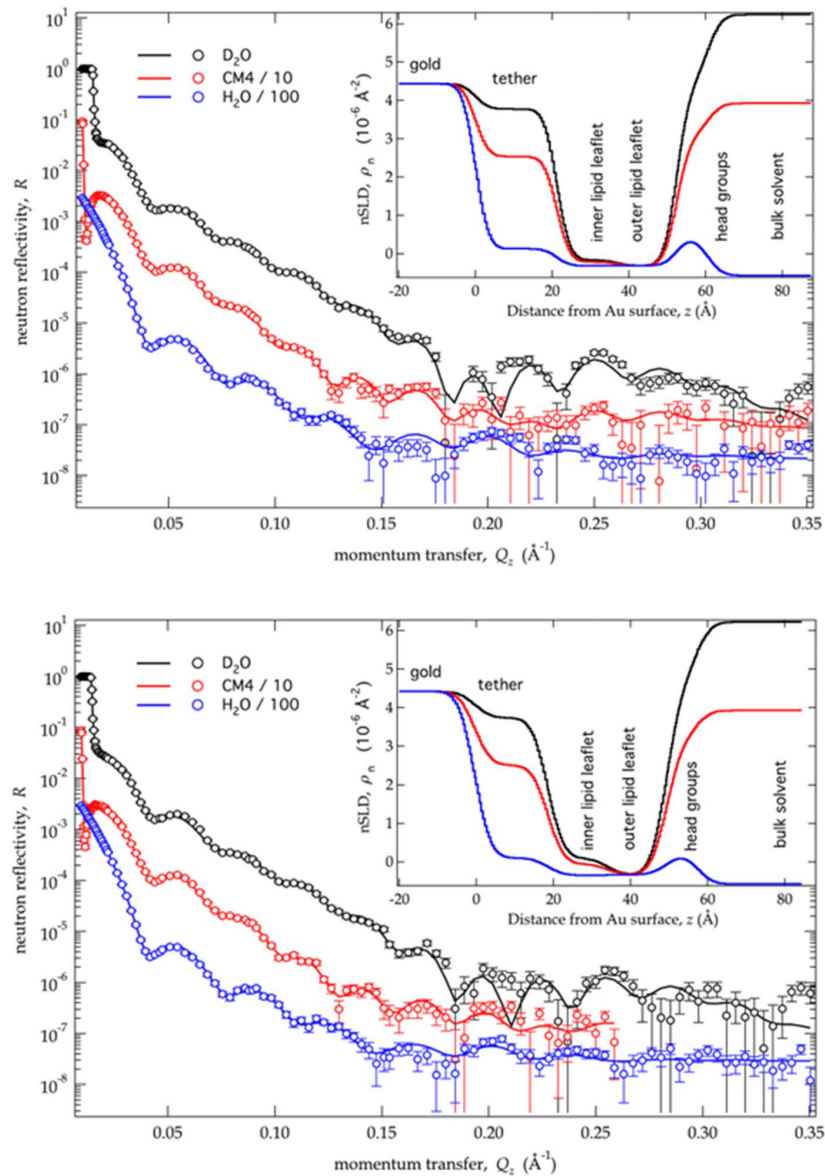 10¹
10⁰
10⁻¹
10⁻²
10⁻³
10⁻⁴
10⁻⁵
10⁻⁶
10⁻⁷
10⁻⁸
neutron reflectivity, R
D₂O
CM4 / 10
H₂O / 100
6
4
2
0
nSLD, ρₙ (10⁻⁶ Å⁻²)
gold
tether
inner lipid leaflet
outer lipid leaflet
head groups
bulk solvent
-20 0 20 40 60 80
Distance from Au surface, z (Å)
0.05 0.10 0.15 0.20 0.25 0.30 0.35
momentum transfer, Q_z (Å⁻¹)
10¹
10⁰
10⁻¹
10⁻²
10⁻³
10⁻⁴
10⁻⁵
10⁻⁶
10⁻⁷
10⁻⁸
neutron reflectivity, R
D₂O
CM4 / 10
H₂O / 100
6
4
2
0
nSLD, ρₙ (10⁻⁶ Å⁻²)
gold
tether
inner lipid leaflet
outer lipid leaflet
head groups
bulk solvent
-20 0 20 40 60 80
Distance from Au surface, z (Å)
0.05 0.10 0.15 0.20 0.25 0.30 0.35
momentum transfer, Q_z (Å⁻¹)